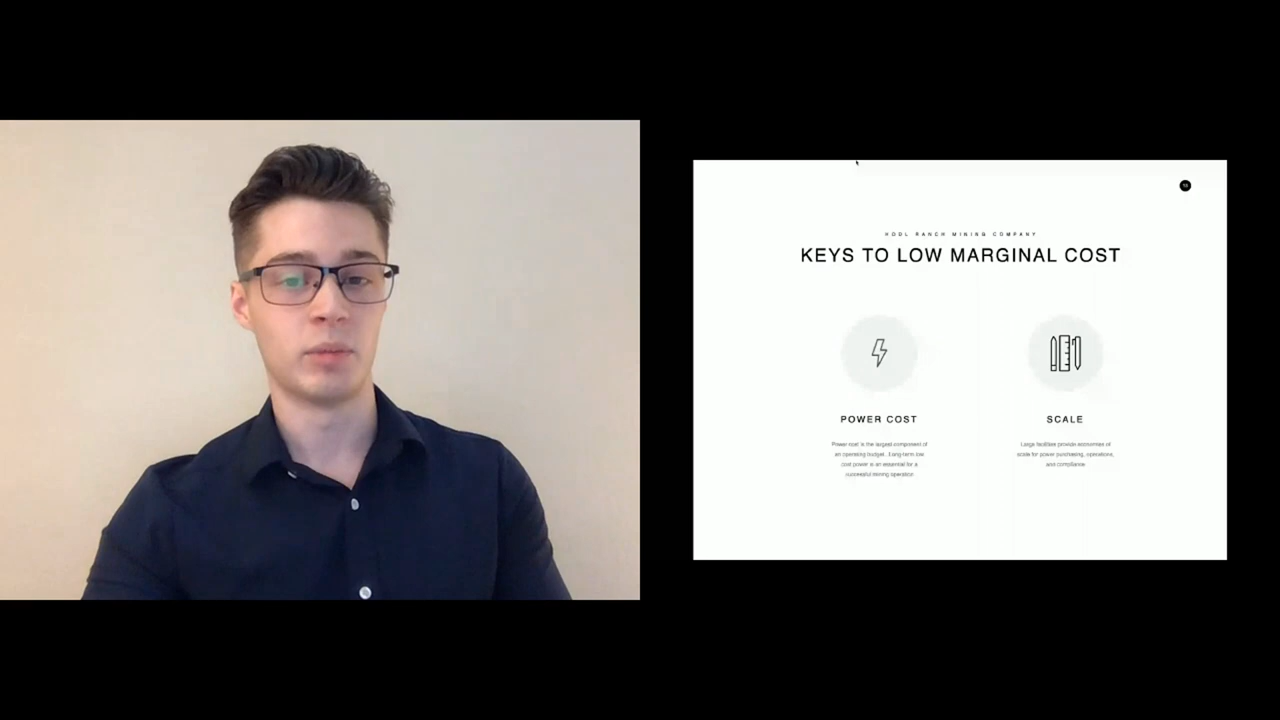 HODL RANCH MINING COMPANY
KEYS TO LOW MARGINAL COST
POWER COST
Power cost is the largest component of
an operating budget. Long-term low
cost power is an essential for a
successful mining operation
SCALE
Large facilities provide economies of
scale for power purchasing, operations,
and compliance